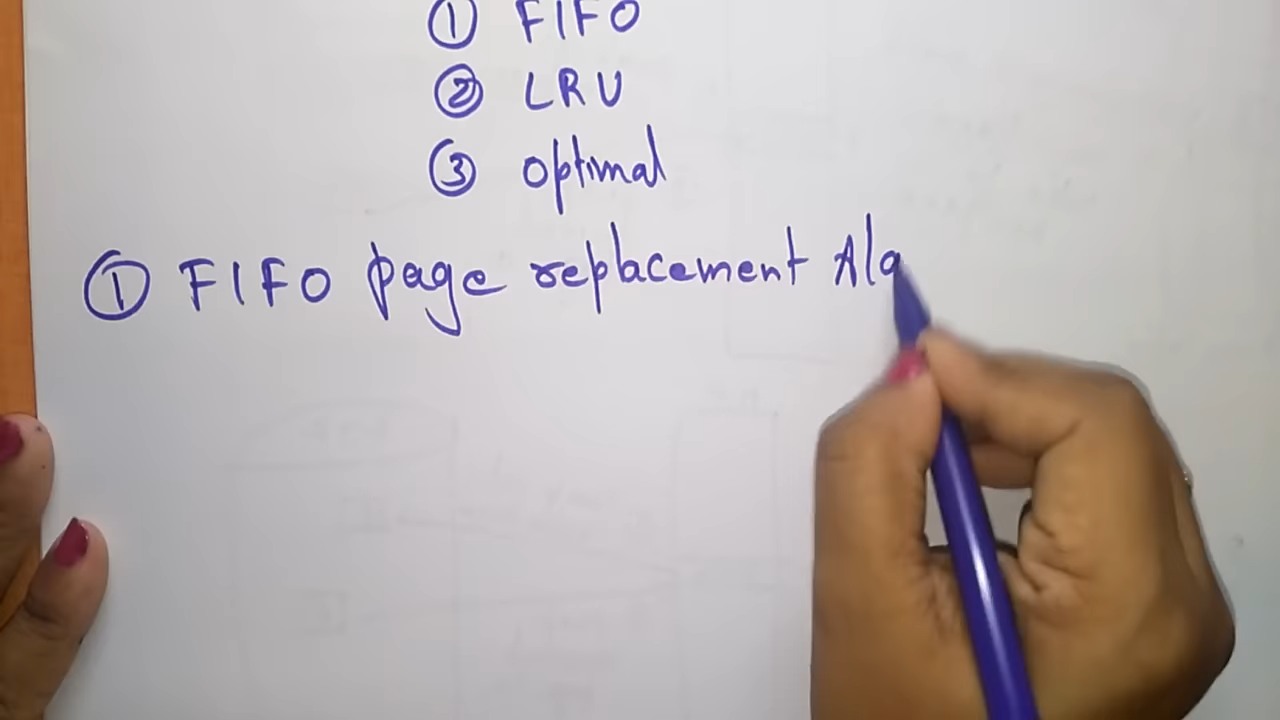 ① FIFO
② LRU
③ optimal
① FIFO page replacement Alg